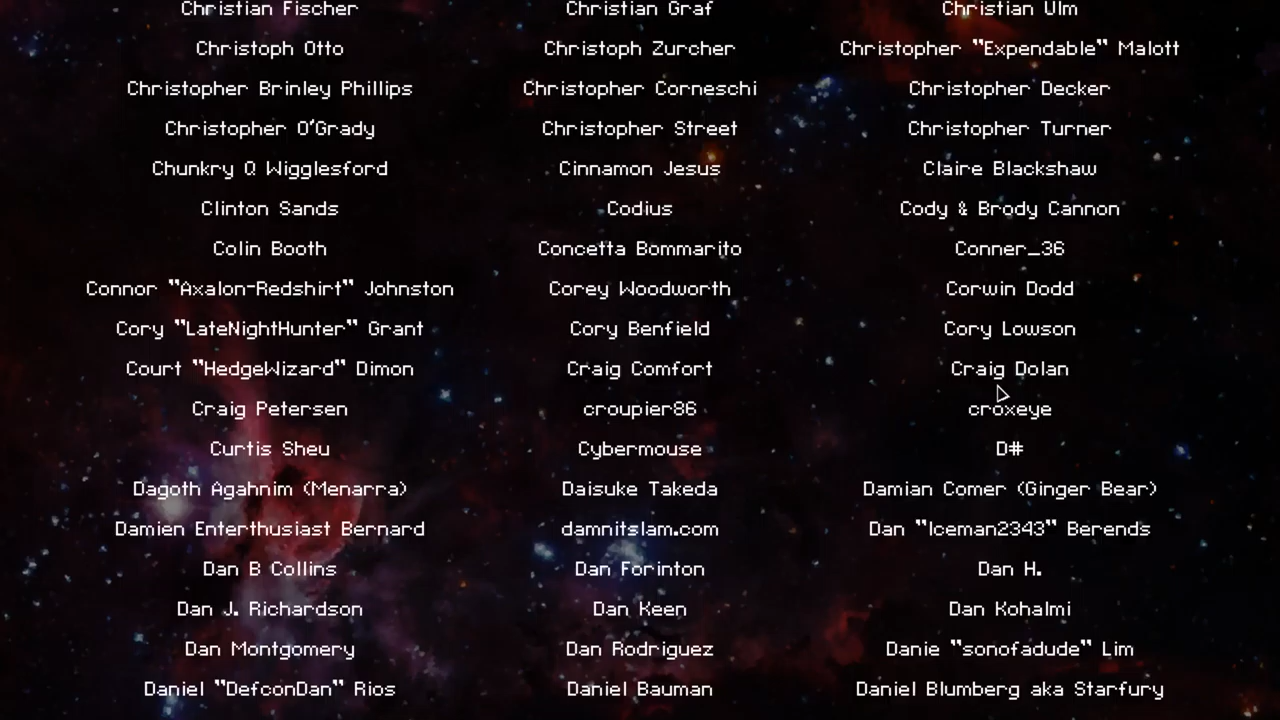 Christian Fischer Christian Graf Christian Ulm
Christoph Otto Christoph Zurcher Christopher "Expendable" Malott
Christopher Brinley Phillips Christopher Corneschi Christopher Decker
Christopher O'Grady Christopher Street Christopher Turner
Chunkry Q Wigglesford Cinnamon Jesus Claire Blackshaw
Clinton Sands Codius Cody & Brody Cannon
Colin Booth Concetta Bommarito Conner_36
Connor "Axalon-Redshirt" Johnston Corey Woodworth Corwin Dodd
Cory "LateNightHunter" Grant Cory Benfield Cory Lowson
Court "HedgeWizard" Dimon Craig Comfort Craig Dolan
Craig Petersen croupier86 croxeye
Curtis Sheu Cybermouse D#
Dagoth Agahnim (Menarra) Daisuke Takeda Damian Comer (Ginger Bear)
Damien Enterthusiast Bernard damnitslam.com Dan "Iceman2343" Berends
Dan B Collins Dan Forinton Dan H.
Dan J. Richardson Dan Keen Dan Kohalmi
Dan Montgomery Dan Rodriguez Danie "sonofadude" Lim
Daniel "DefconDan" Rios Daniel Bauman Daniel Blumberg aka Starfury